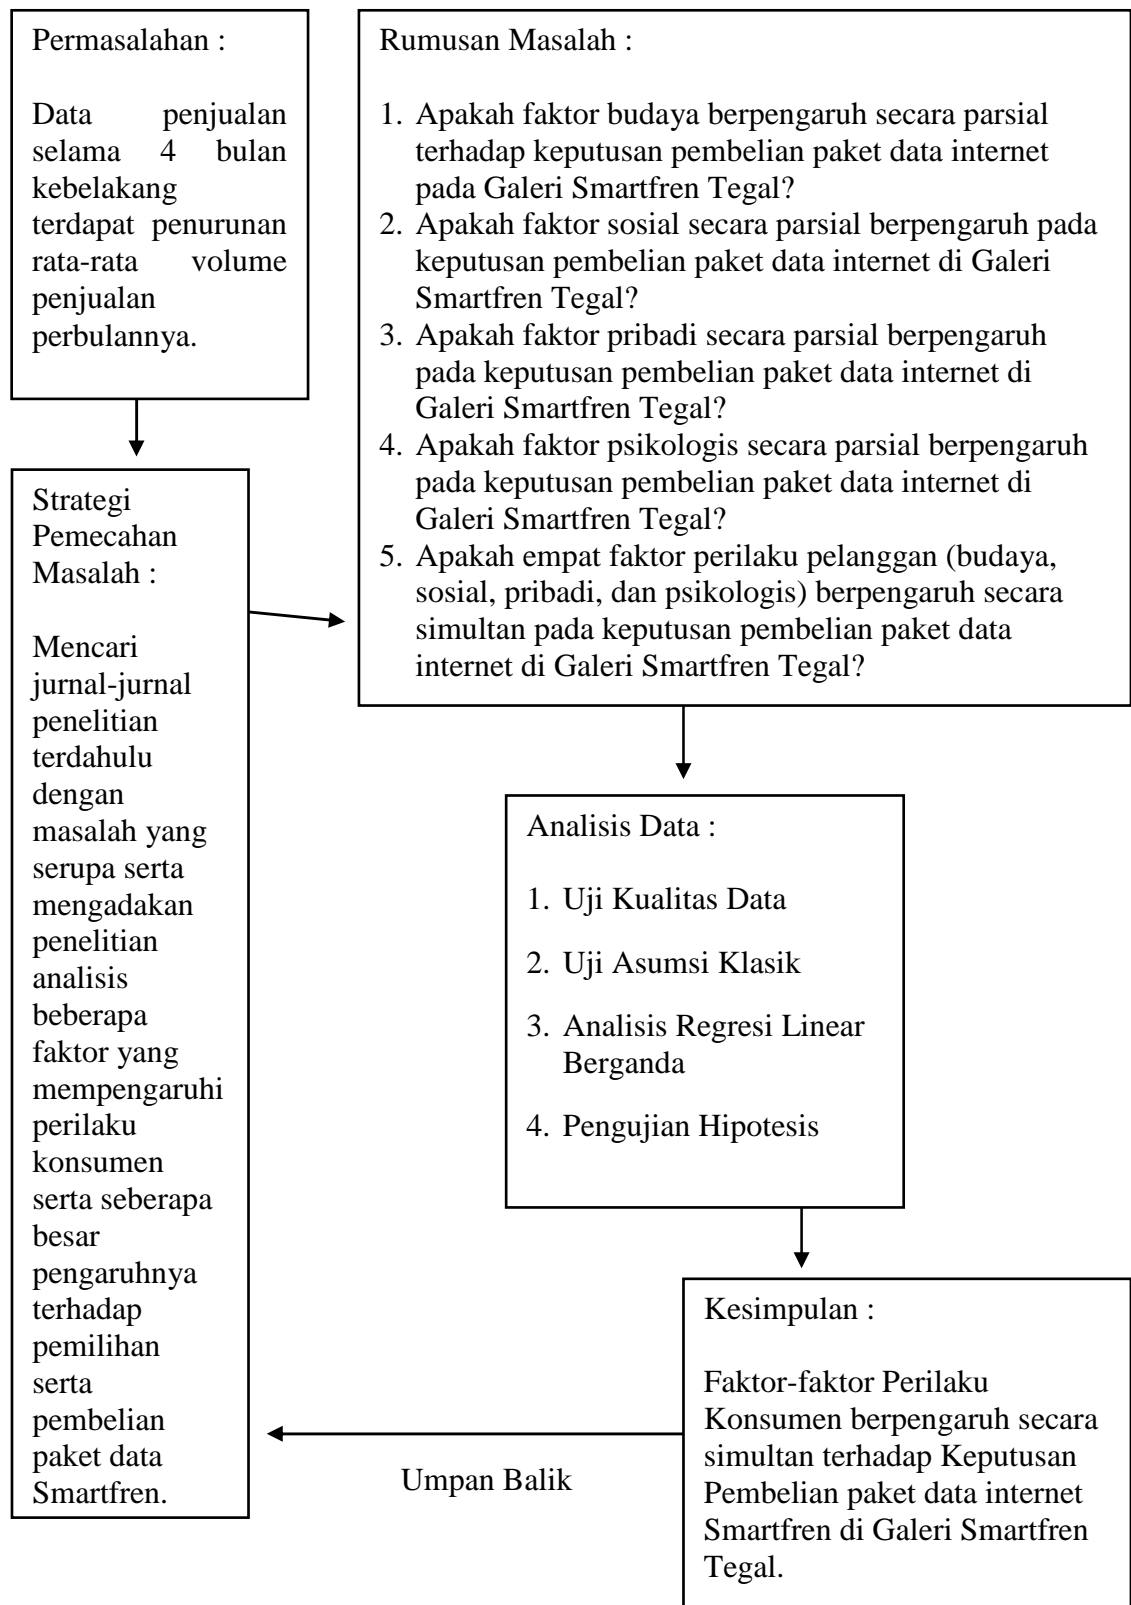 Permasalahan :
Data penjualan
selama 4 bulan
kebelakang
terdapat penurunan
rata-rata volume
penjualan
perbulannya.
Strategi
Pemecahan
Masalah :
Mencari
jurnal-jurnal
penelitian
terdahulu
dengan
masalah yang
serupa serta
mengadakan
penelitian
analisis
beberapa
faktor yang
mempengaruhi
perilaku
konsumen
serta seberapa
besar
pengaruhnya
terhadap
pemilihan
serta
pembelian
paket data
Smartfren.
Rumusan Masalah :
1. Apakah faktor budaya berpengaruh secara parsial
terhadap keputusan pembelian paket data internet
pada Galeri Smartfren Tegal?
2. Apakah faktor sosial secara parsial berpengaruh pada
keputusan pembelian paket data internet di Galeri
Smartfren Tegal?
3. Apakah faktor pribadi secara parsial berpengaruh
pada keputusan pembelian paket data internet di
Galeri Smartfren Tegal?
4. Apakah faktor psikologis secara parsial berpengaruh
pada keputusan pembelian paket data internet di
Galeri Smartfren Tegal?
5. Apakah empat faktor perilaku pelanggan (budaya,
sosial, pribadi, dan psikologis) berpengaruh secara
simultan pada keputusan pembelian paket data
internet di Galeri Smartfren Tegal?
Analisis Data :
1. Uji Kualitas Data
2. Uji Asumsi Klasik
3. Analisis Regresi Linear
Berganda
4. Pengujian Hipotesis
Kesimpulan :
Faktor-faktor Perilaku
Konsumen berpengaruh secara
simultan terhadap Keputusan
Pembelian paket data internet
Smartfren di Galeri Smartfren
Tegal.
Umpan Balik